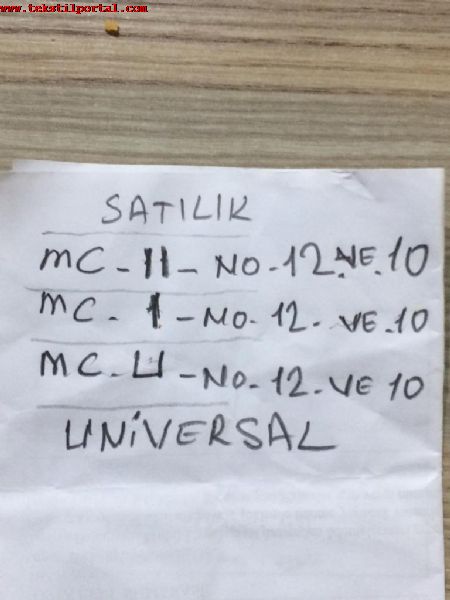 www.tekstilportal.com
SATILIK
MC-II-NO-12.VE.10
MC-1-NO-12-VE.10
MC-U-NO-12-VE 10
UNiVERSAL